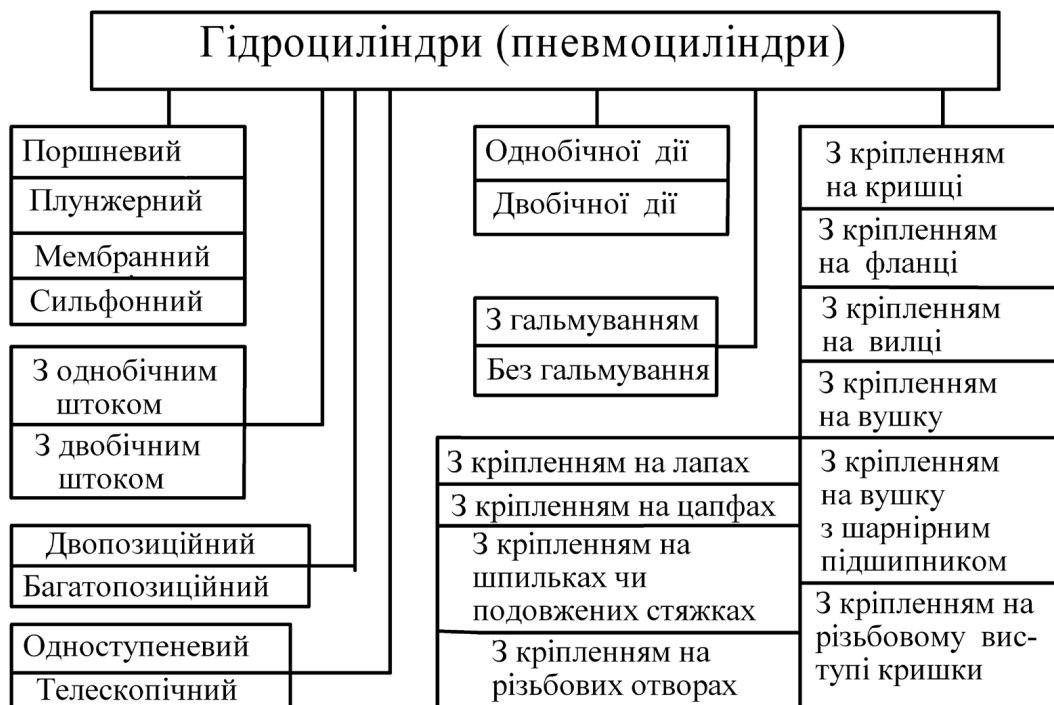 Гідроциліндри (пневмоциліндри)
Поршневий
Плунжерний
Мембранний
Сильфонний
З однобічним
штоком
З двобічним
штоком
Двопозиційний
Багатопозиційний
Одноступеневий
Телескопічний
Однобічної дії
Двобічної дії
З гальмуванням
Без гальмування
З кріпленням на лапах
З кріпленням на цапфах
З кріпленням на
шпильках чи
подовжених стяжках
З кріпленням на
різьбових отворах
З кріпленням
на кришці
З кріпленням
на фланці
З кріпленням
на вилці
З кріпленням
на вушку
З кріпленням
на вушку
з шарнірним
підшипником
З кріпленням на
різьбовому вис-
тупі кришки